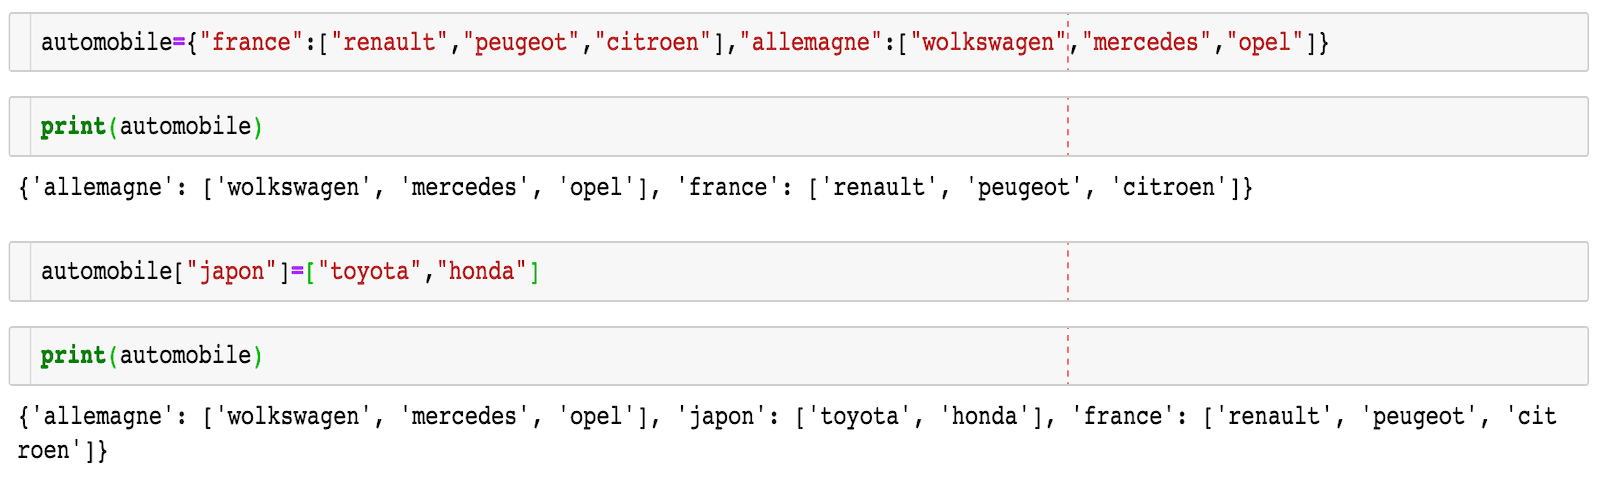 automobile={"france":["renault","peugeot","citroen"],"allemagne":["wolkswagen","mercedes","opel"]}
print(automobile)
{'allemagne': ['wolkswagen', 'mercedes', 'opel'], 'france': ['renault', 'peugeot', 'citroen']}
automobile["japon"]=["toyota","honda"]
print(automobile)
{'allemagne': ['wolkswagen', 'mercedes', 'opel'], 'japon': ['toyota', 'honda'], 'france': ['renault', 'peugeot', 'cit
roen']}